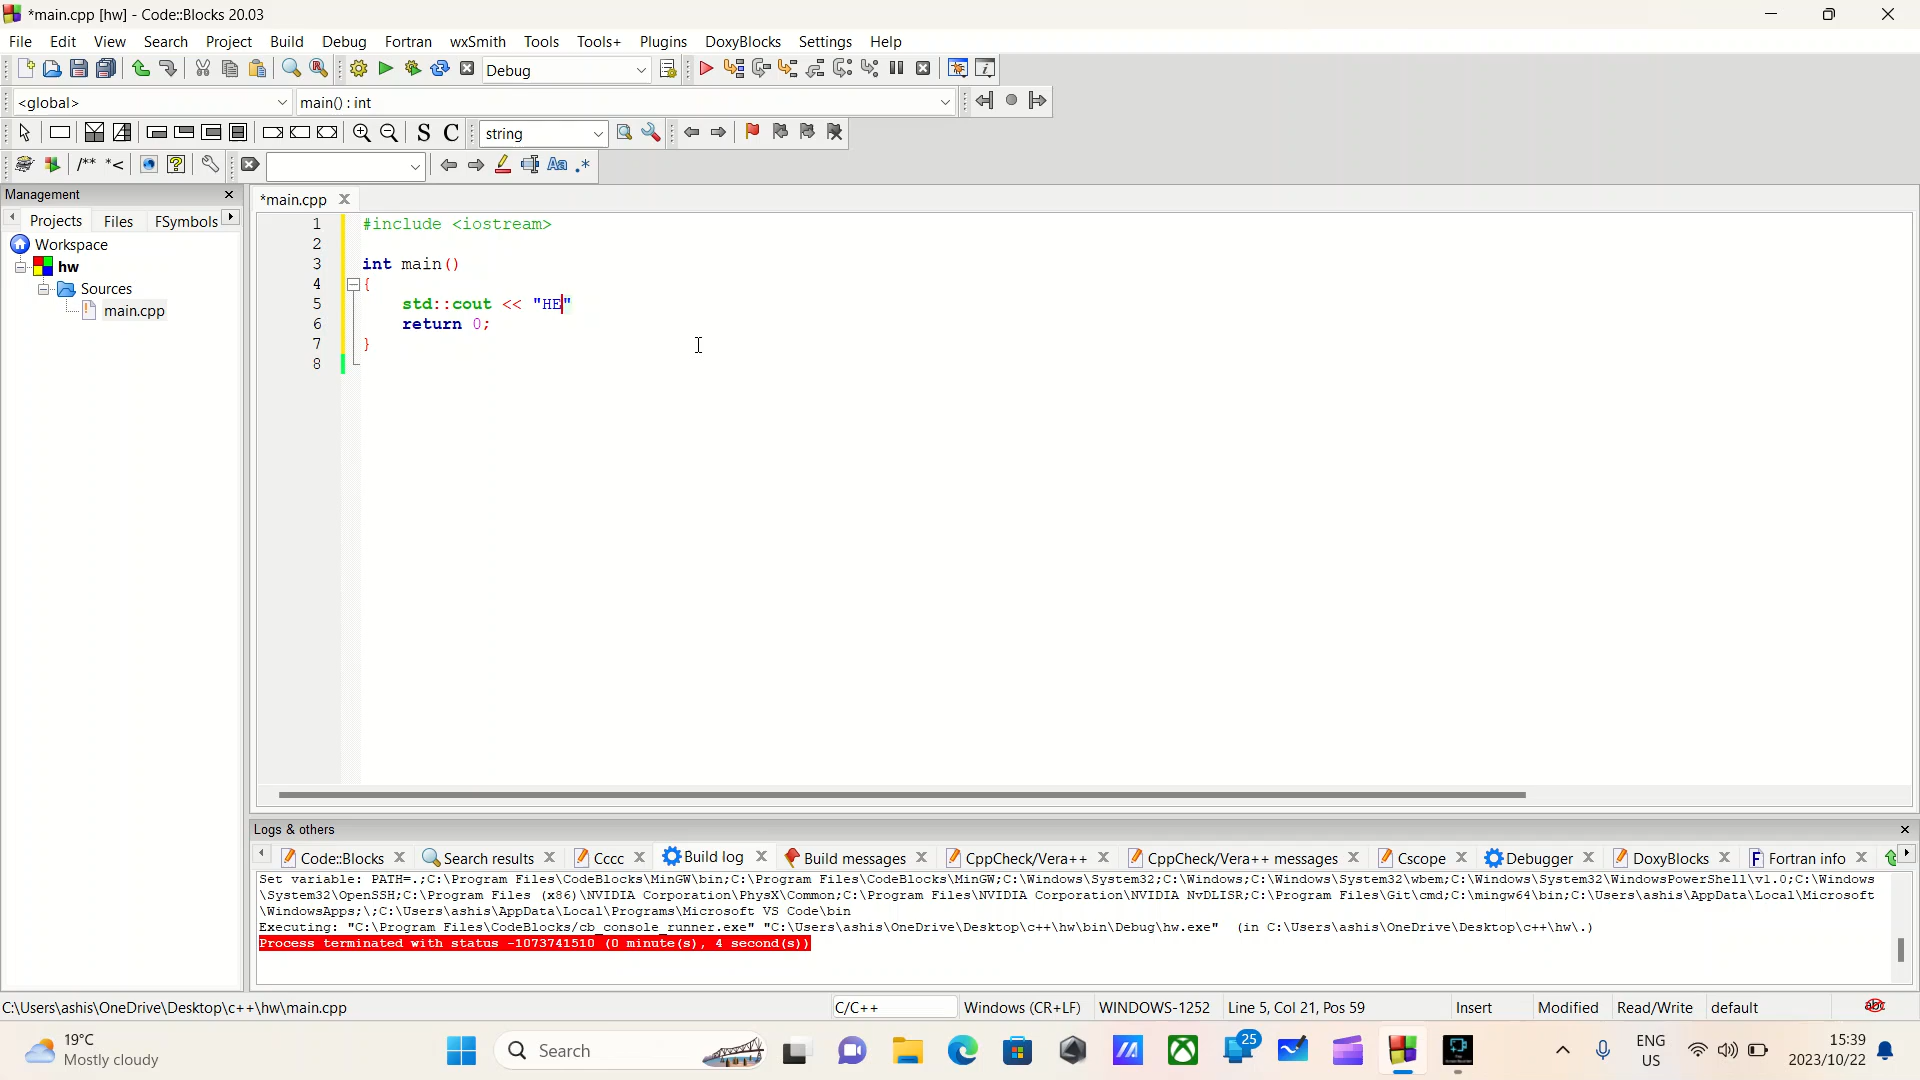 *main.cpp [hw] - Code::Blocks 20.03
File Edit View Search Project Build Debug Fortran wxSmith Tools Tools+ Plugins DoxyBlocks Settings Help
Debug
<global> main() : int
S C string
/** *< Aa .*
Management
*main.cpp
Projects Files FSymbols
Workspace
hw
Sources
main.cpp
1 #include <iostream>
2
3 int main()
4 {
5 std::cout << "HE"
6 return 0;
7 }
8
Logs & others
Code::Blocks Search results Cccc Build log Build messages CppCheck/Vera++ CppCheck/Vera++ messages Cscope Debugger DoxyBlocks Fortran info
Set variable: PATH=.;C:\Program Files\CodeBlocks\MinGW\bin;C:\Program Files\CodeBlocks\MinGW;C:\Windows\System32;C:\Windows;C:\Windows\System32\wbem;C:\Windows\System32\WindowsPowerShell\v1.0;C:\Windows
\System32\OpenSSH;C:\Program Files (x86)\NVIDIA Corporation\PhysX\Common;C:\Program Files\NVIDIA Corporation\NVIDIA NvDLISR;C:\Program Files\Git\cmd;C:\mingw64\bin;C:\Users\ashis\AppData\Local\Microsoft
\WindowsApps;\;C:\Users\ashis\AppData\Local\Programs\Microsoft VS Code\bin
Executing: "C:\Program Files\CodeBlocks/cb_console_runner.exe" "C:\Users\ashis\OneDrive\Desktop\c++\hw\bin\Debug\hw.exe" (in C:\Users\ashis\OneDrive\Desktop\c++\hw\.)
Process terminated with status -1073741510 (0 minute(s), 4 second(s))
C:\Users\ashis\OneDrive\Desktop\c++\hw\main.cpp C/C++ Windows (CR+LF) WINDOWS-1252 Line 5, Col 21, Pos 59 Insert Modified Read/Write default abc
19°C
Mostly cloudy
Search
25
ENG
US
15:39
2023/10/22